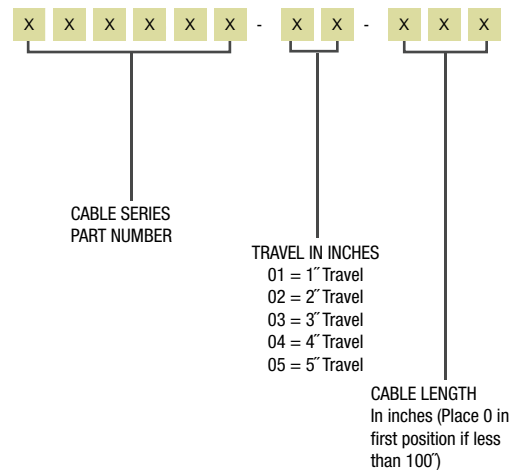 X X X X X X - X X - X X X
CABLE SERIES
PART NUMBER
TRAVEL IN INCHES
01 = 1˝ Travel
02 = 2˝ Travel
03 = 3˝ Travel
04 = 4˝ Travel
05 = 5˝ Travel
CABLE LENGTH
In inches (Place 0 in
first position if less
than 100˝)